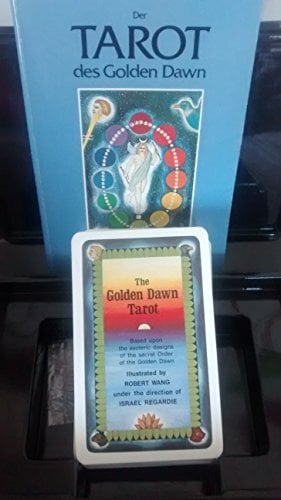 Der
TAROT
des Golden Dawn
The
Golden Dawn
Tarot
Based upon
the esoteric designs
of the secret Order
of the Golden Dawn
Illustrated by
ROBERT WANG
under the direction of
ISRAEL REGARDIE